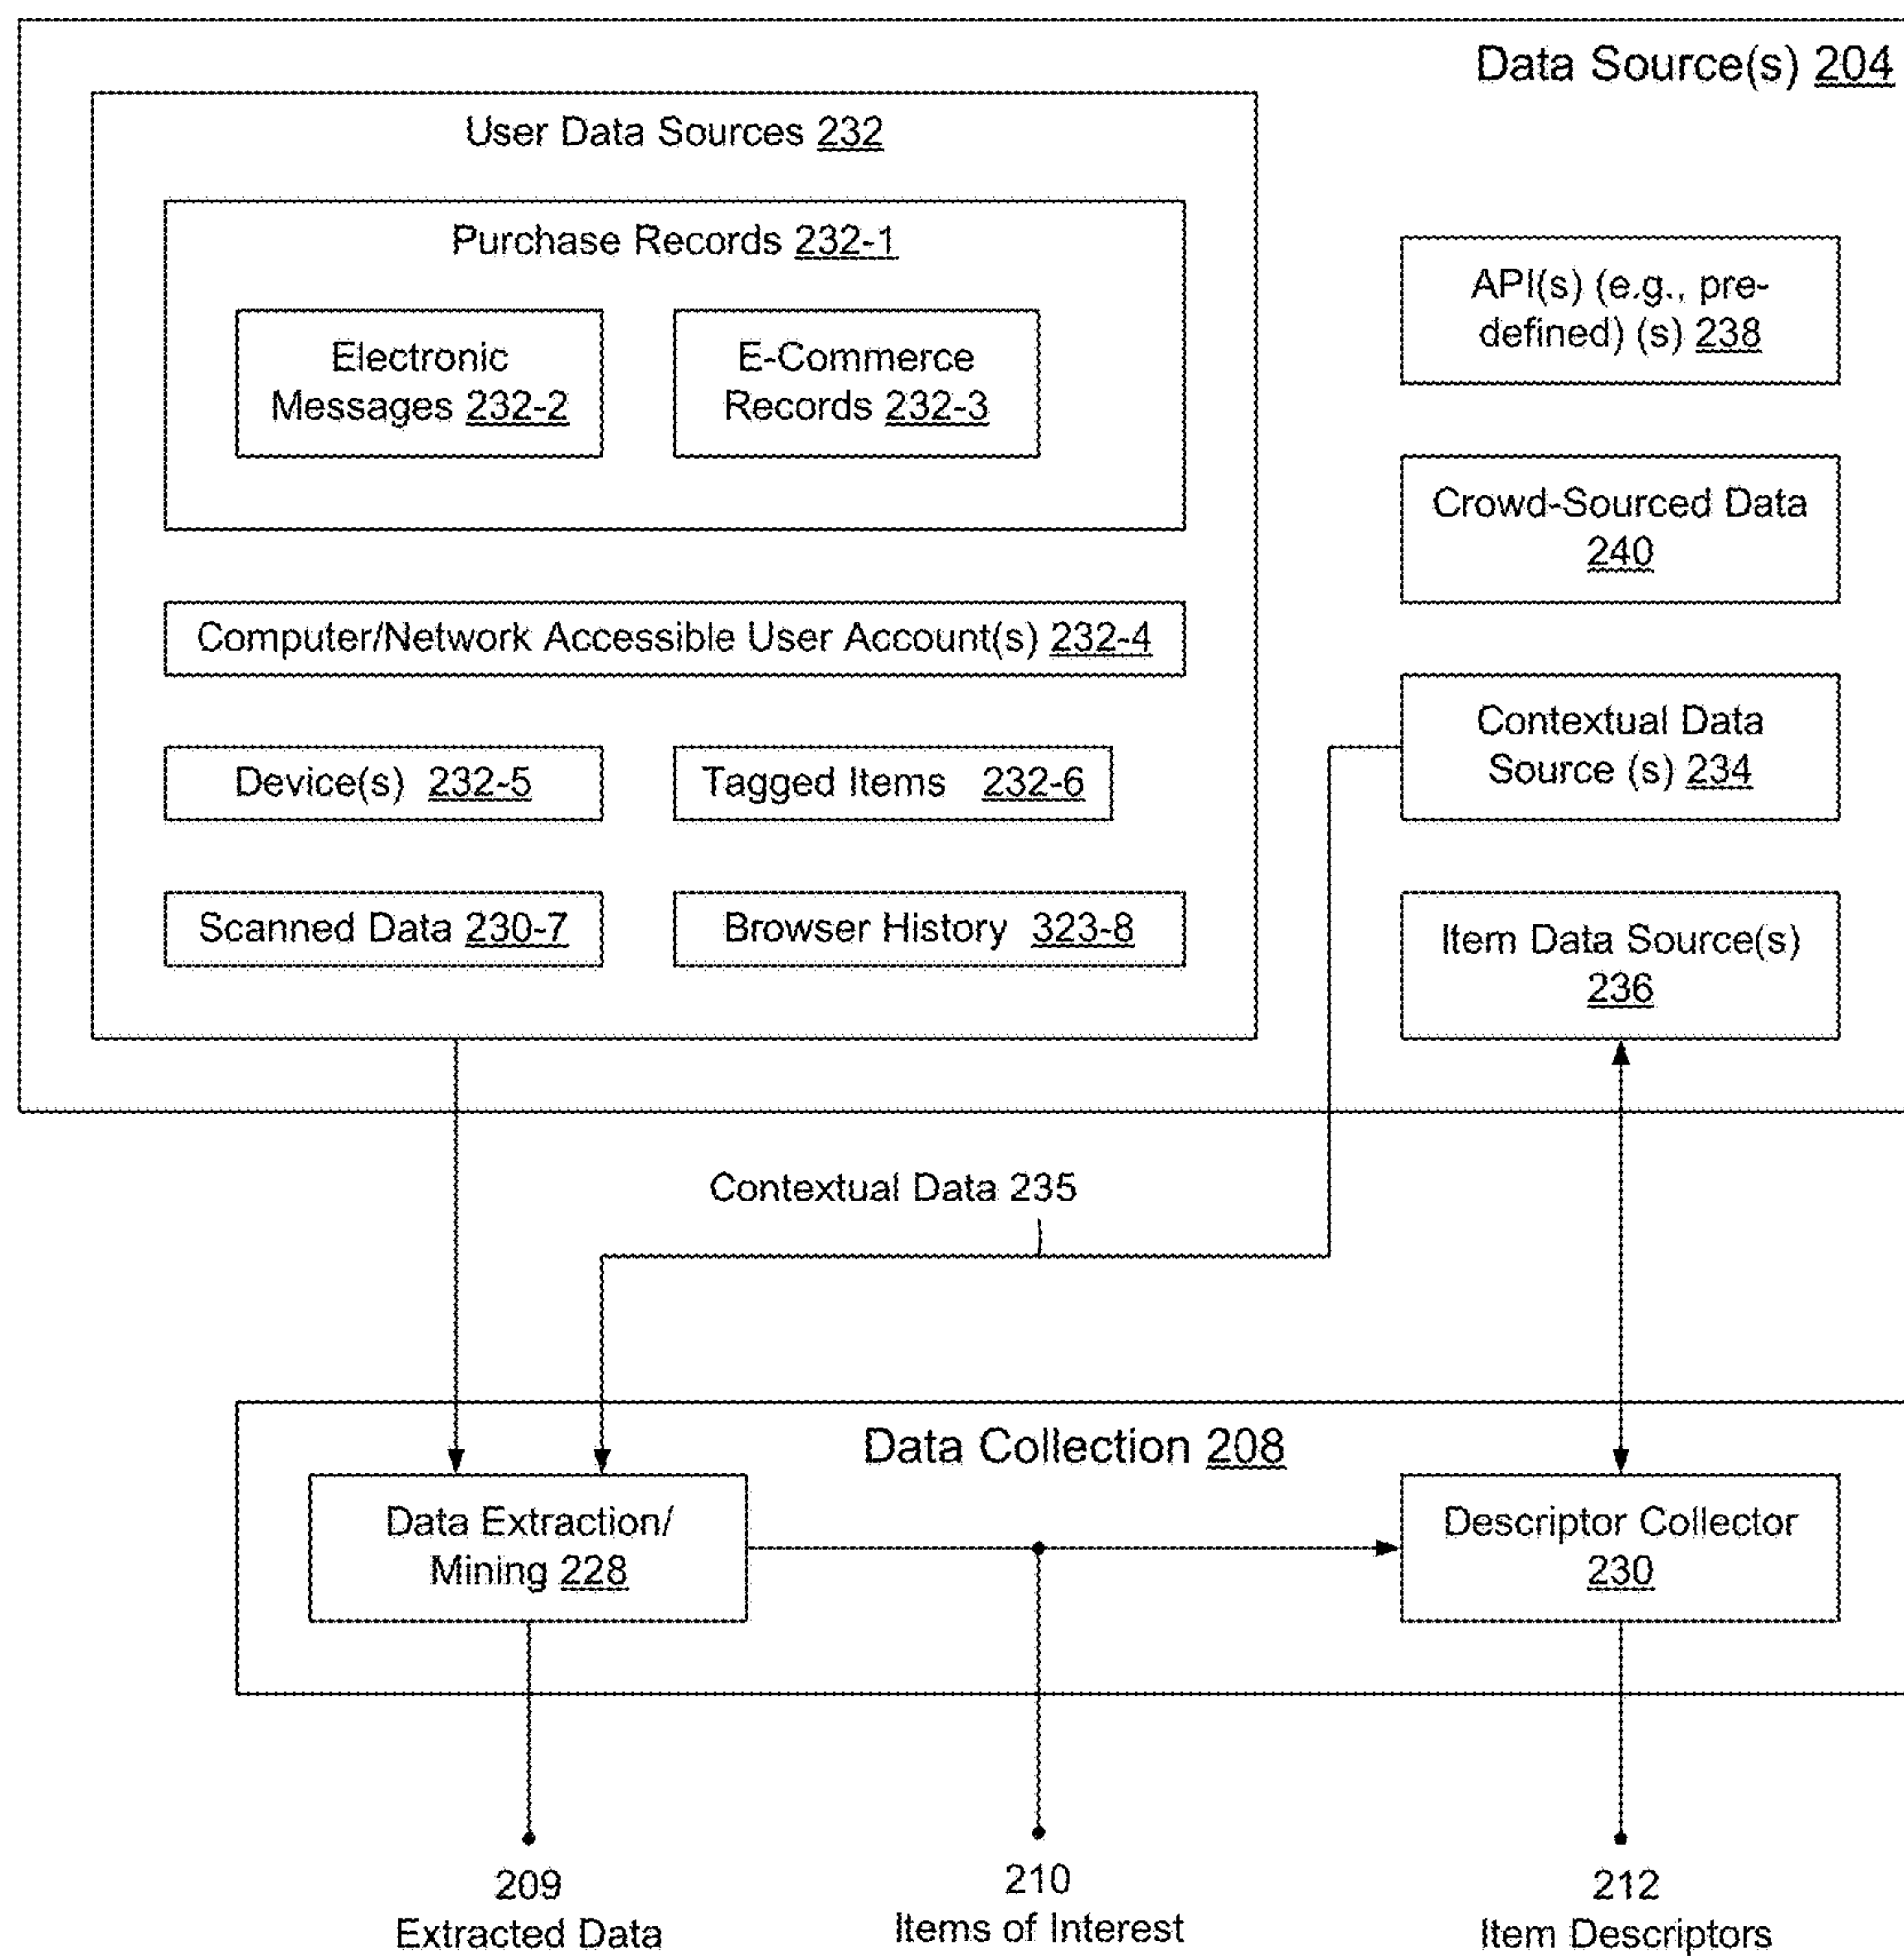 Data Source(s) 204
User Data Sources 232
Purchase Records 232-1
Electronic
Messages 232-2
E-Commerce
Records 232-3
Computer/Network Accessible User Account(s) 232-4
Device(s) 232-5
Tagged Items 232-6
Scanned Data 230-7
Browser History 323-8
API(s) (e.g., pre-
defined) (s) 238
Crowd-Sourced Data
240
Contextual Data
Source (s) 234
Item Data Source(s)
236
Contextual Data 235
Data Collection 208
Data Extraction/
Mining 228
Descriptor Collector
230
209
Extracted Data
210
Items of Interest
212
Item Descriptors